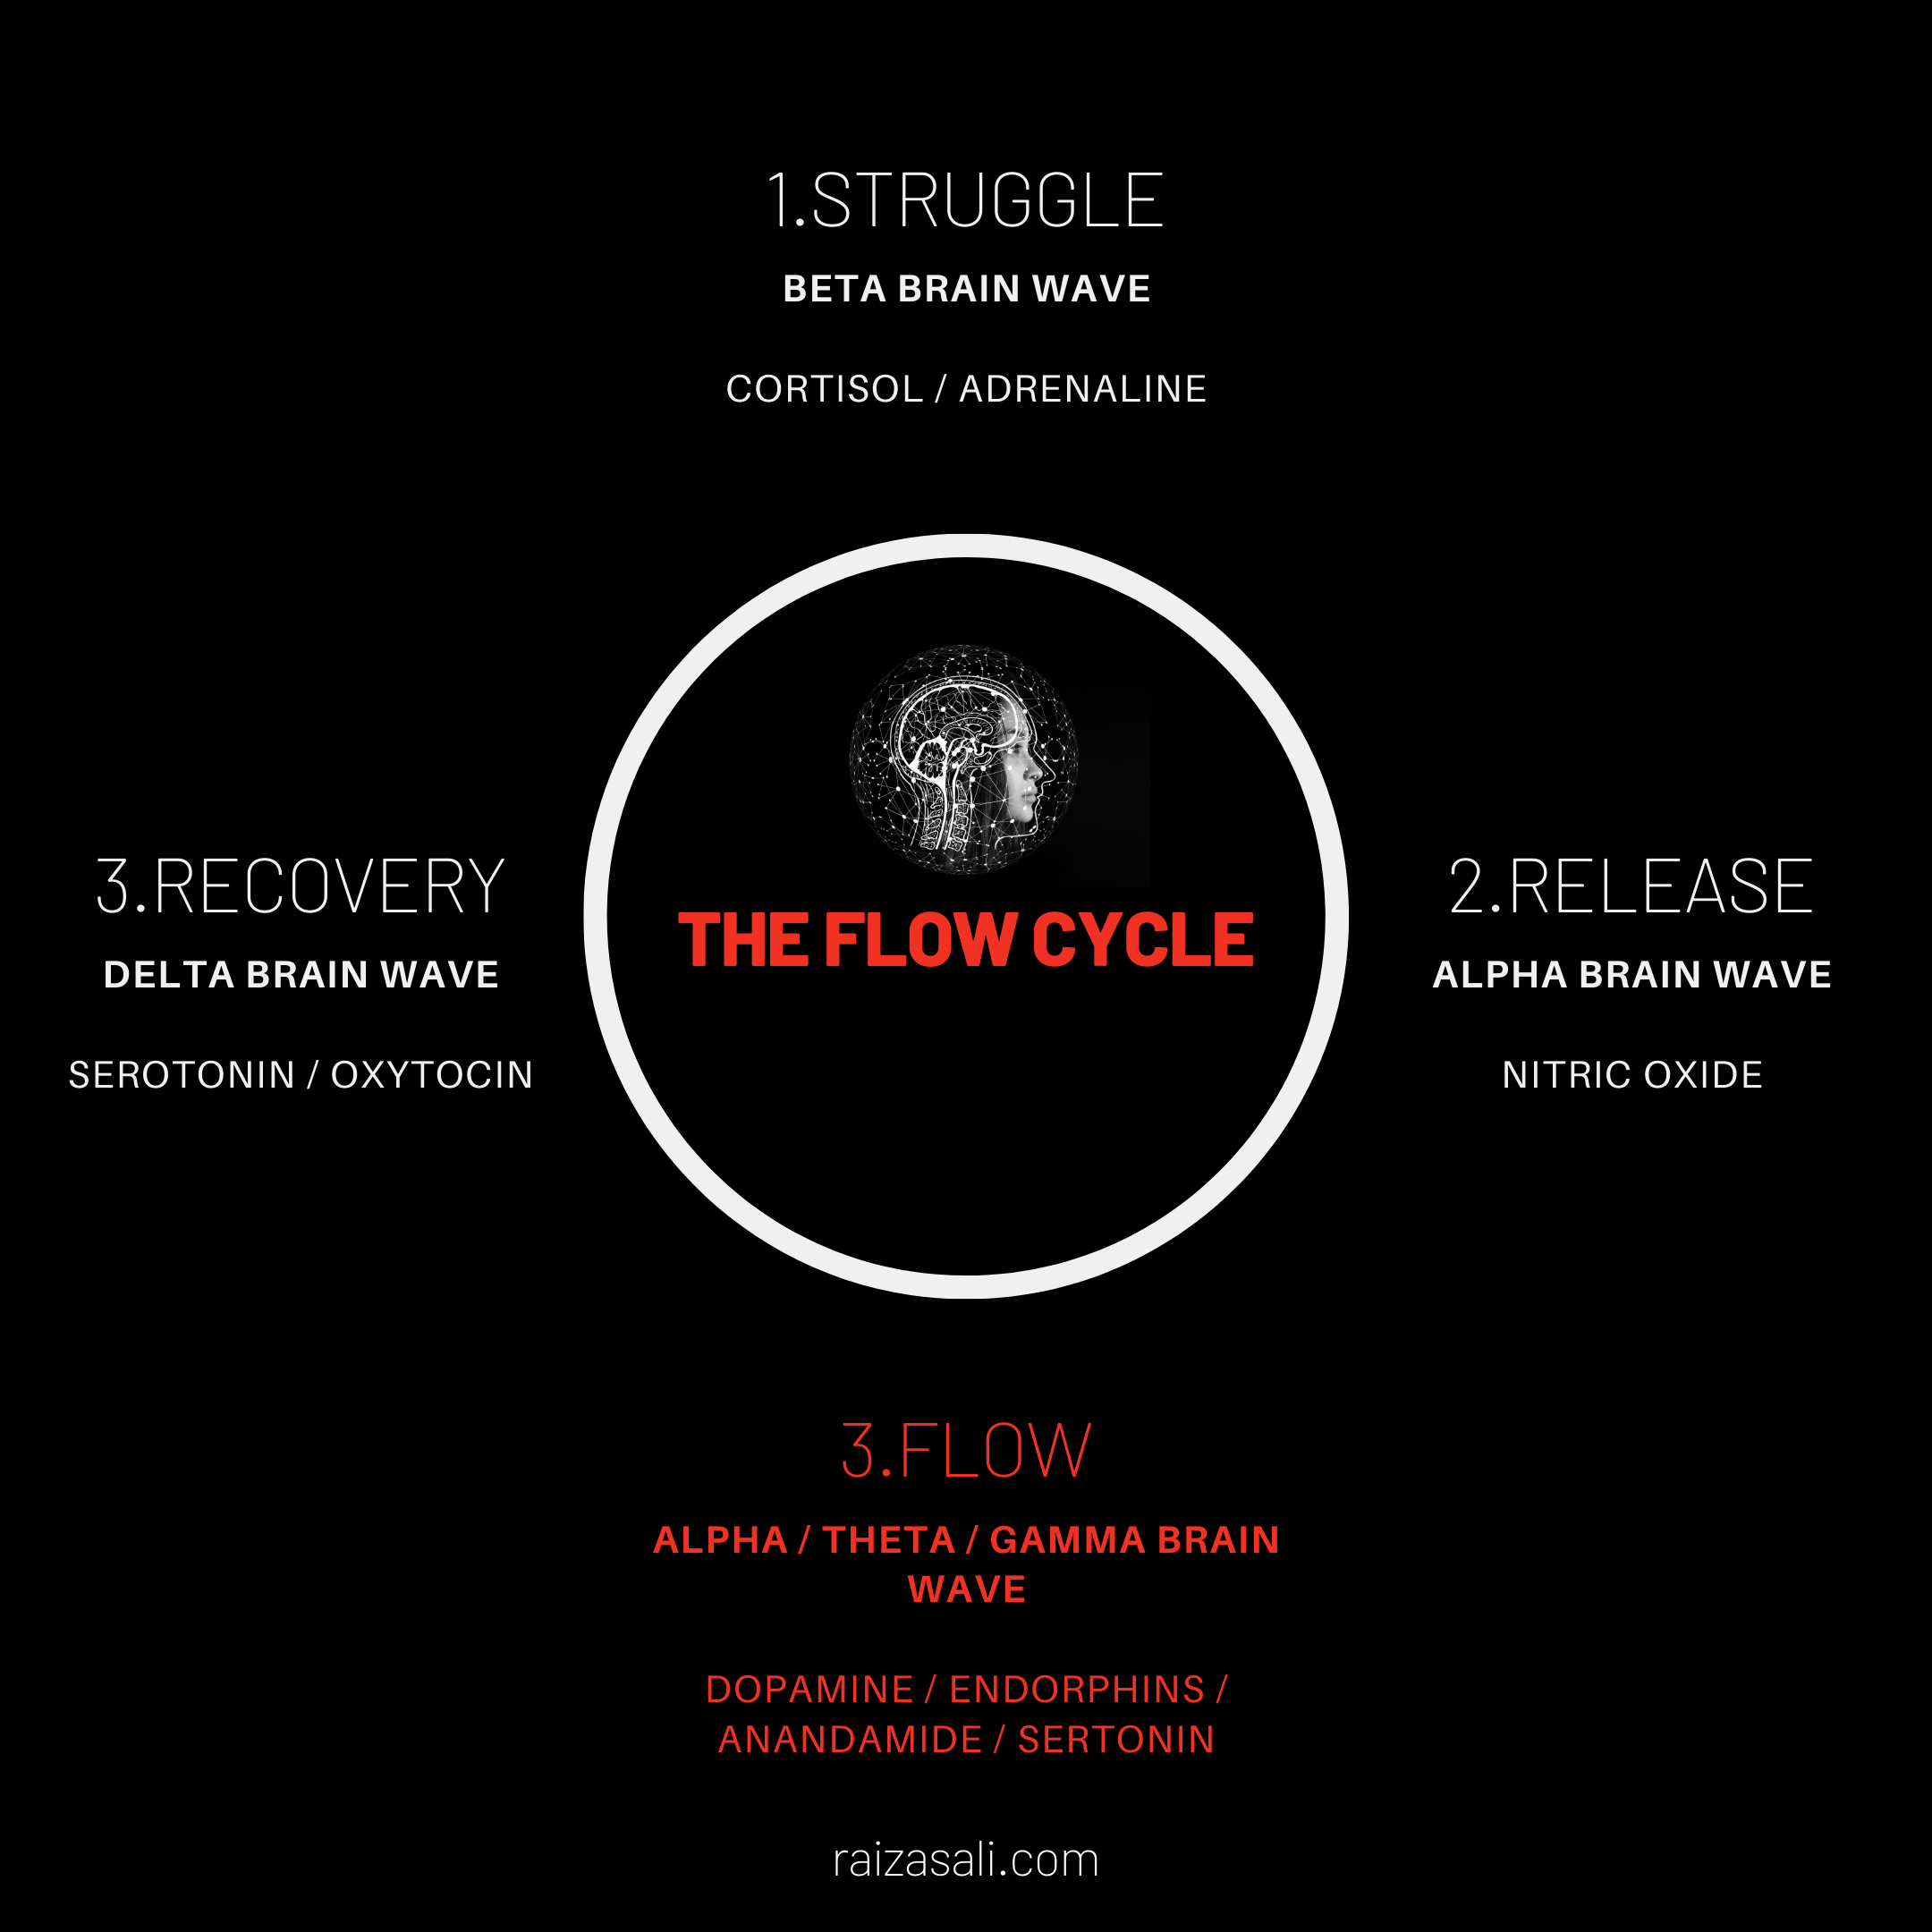 1.STRUGGLE
BETA BRAIN WAVE
CORTISOL / ADRENALINE
THE FLOW CYCLE
3.RECOVERY
DELTA BRAIN WAVE
SEROTONIN / OXYTOCIN
2.RELEASE
ALPHA BRAIN WAVE
NITRIC OXIDE
3.FLOW
ALPHA / THETA / GAMMA BRAIN
WAVE
DOPAMINE / ENDORPHINS /
ANANDAMIDE / SERTONIN
raizasali.com